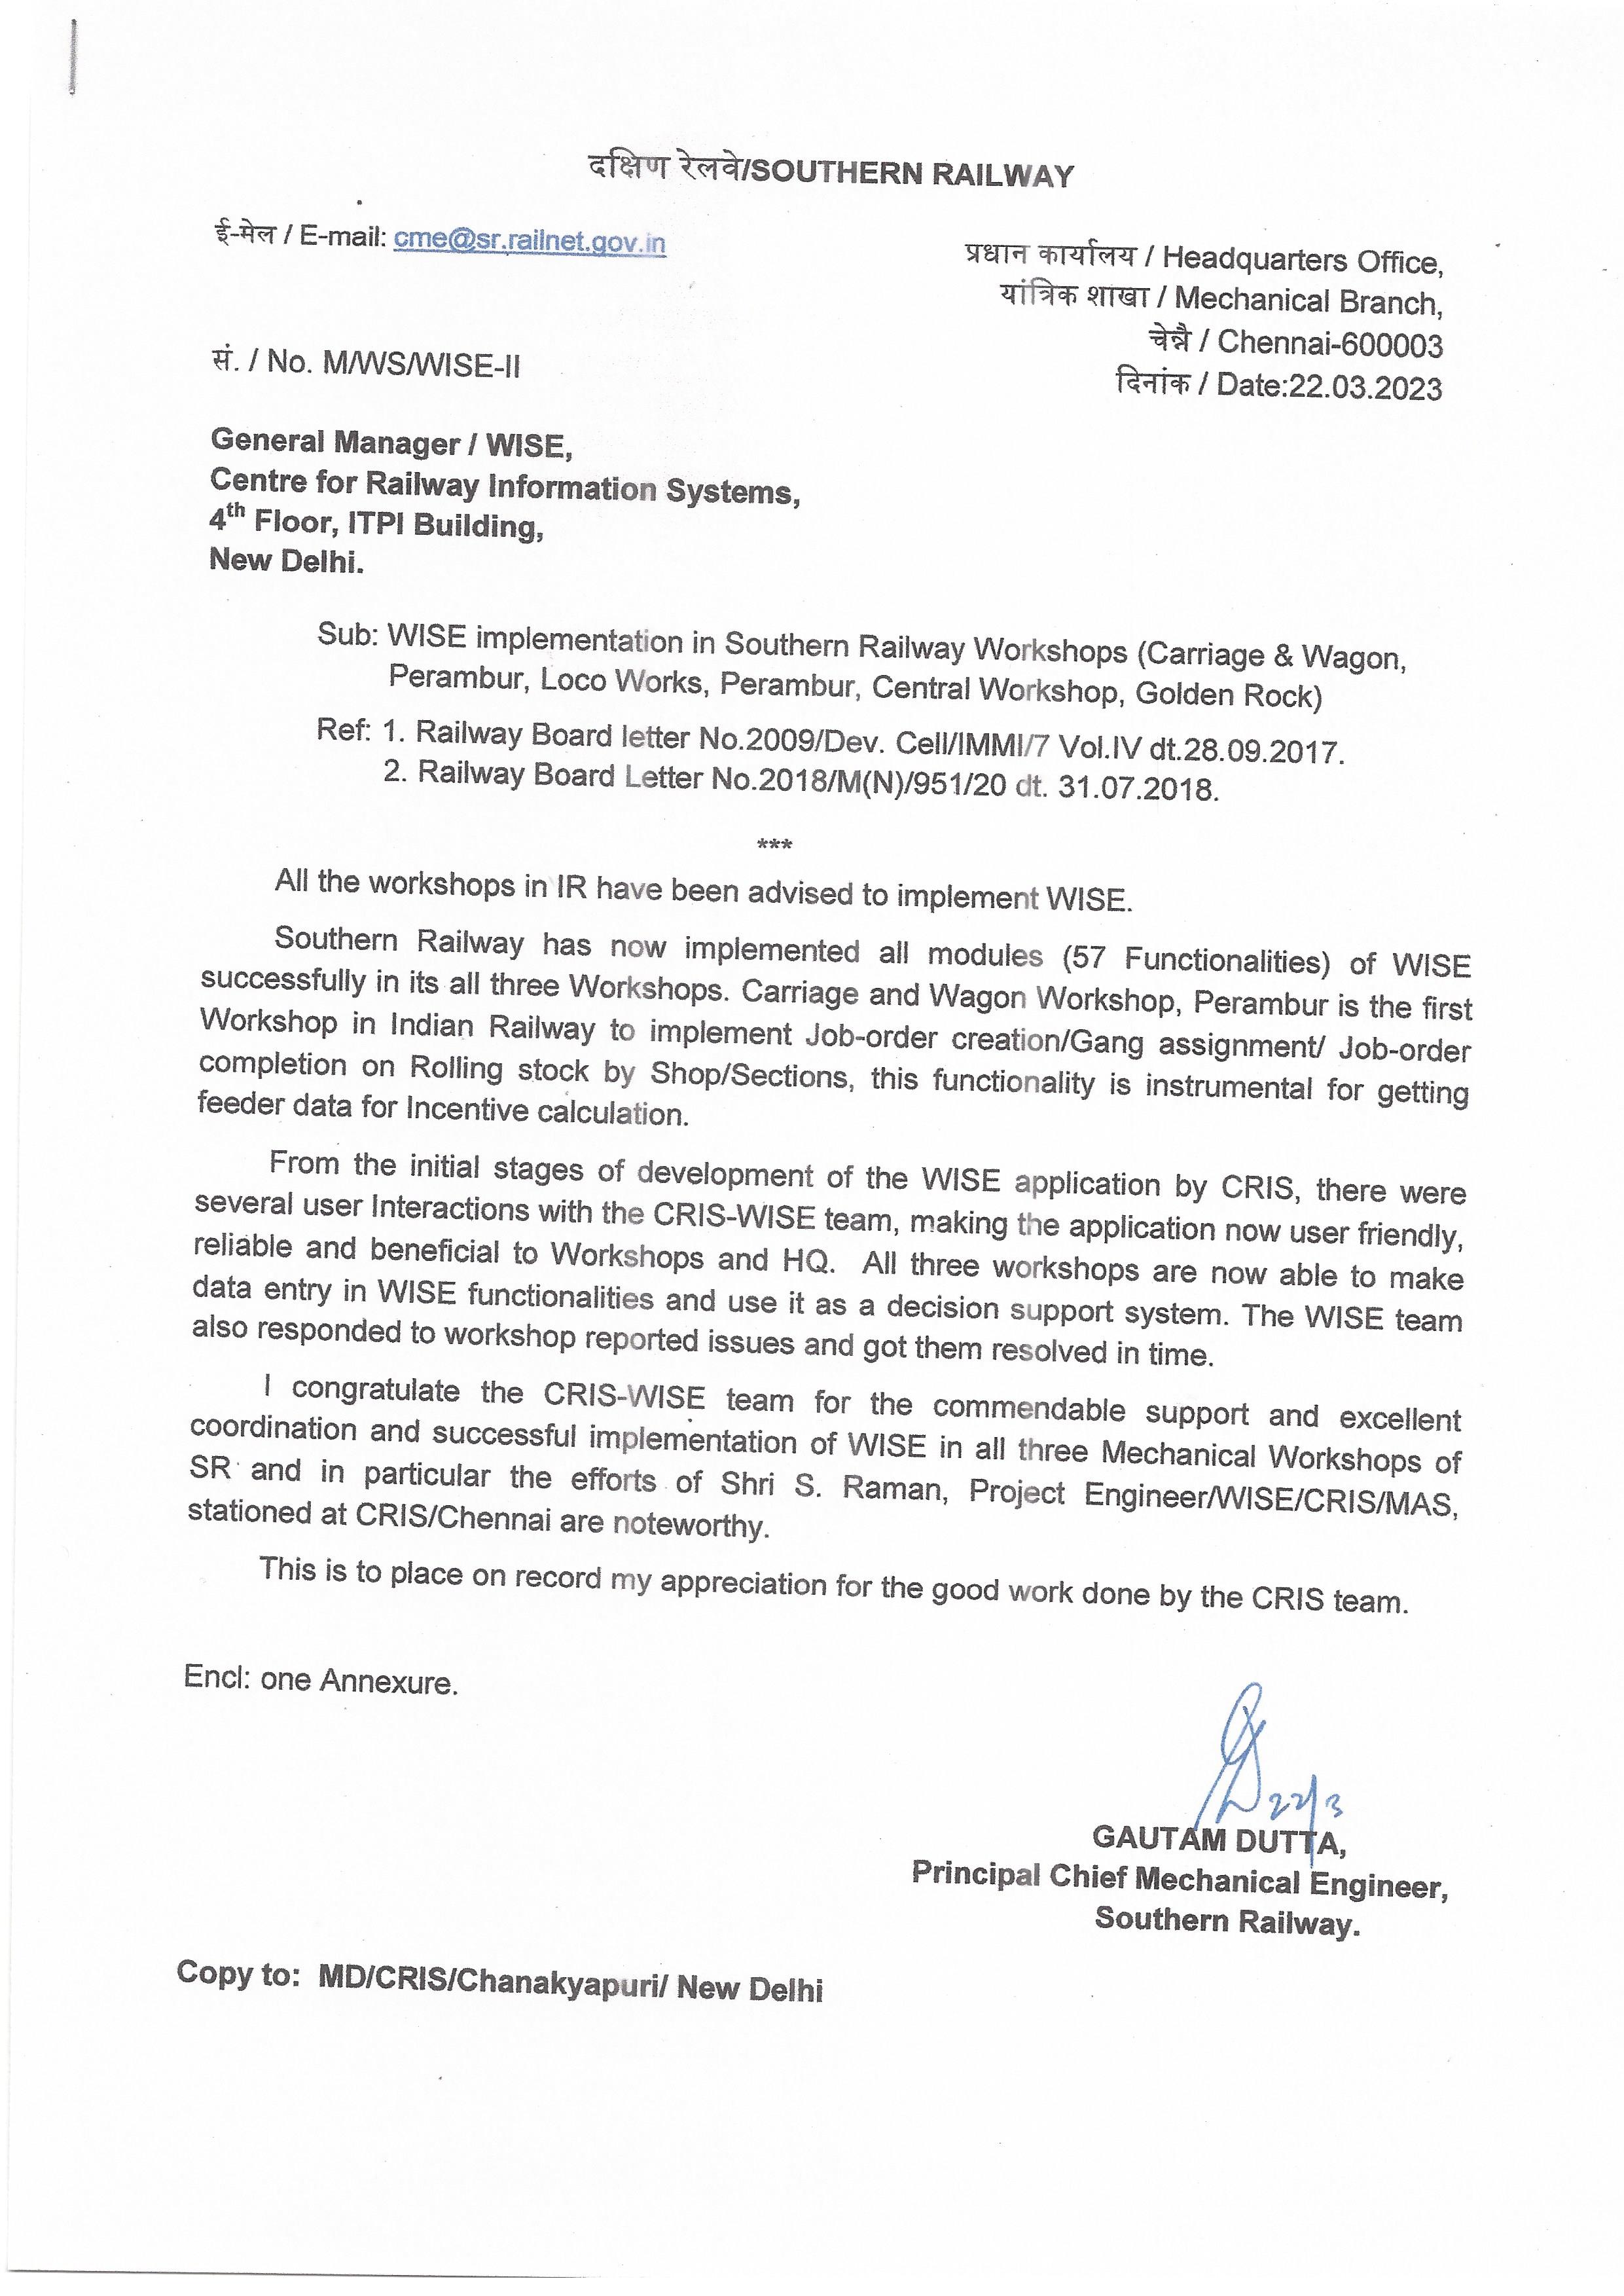 दक्षिण रेलवे/SOUTHERN RAILWAY
ई-मेल / E-mail: cme@sr.railnet.gov.in
प्रधान कार्यालय / Headquarters Office,
यांत्रिक शाखा / Mechanical Branch,
चेन्नै / Chennai-600003
दिनांक / Date:22.03.2023
सं. / No. M/WS/WISE-II
General Manager / WISE,
Centre for Railway Information Systems,
4th Floor, ITPI Building,
New Delhi.
Sub: WISE implementation in Southern Railway Workshops (Carriage & Wagon,
Perambur, Loco Works, Perambur, Central Workshop, Golden Rock)
Ref: 1. Railway Board letter No.2009/Dev. Cell/IMMI/7 Vol.IV dt.28.09.2017.
2. Railway Board Letter No.2018/M(N)/951/20 dt. 31.07.2018.
***
All the workshops in IR have been advised to implement WISE.
Southern Railway has now implemented all modules (57 Functionalities) of WISE
successfully in its all three Workshops. Carriage and Wagon Workshop, Perambur is the first
Workshop in Indian Railway to implement Job-order creation/Gang assignment/ Job-order
completion on Rolling stock by Shop/Sections, this functionality is instrumental for getting
feeder data for Incentive calculation.
From the initial stages of development of the WISE application by CRIS, there were
several user Interactions with the CRIS-WISE team, making the application now user friendly,
reliable and beneficial to Workshops and HQ. All three workshops are now able to make
data entry in WISE functionalities and use it as a decision support system. The WISE team
also responded to workshop reported issues and got them resolved in time.
I congratulate the CRIS-WISE team for the commendable support and excellent
coordination and successful implementation of WISE in all three Mechanical Workshops of
SR and in particular the efforts of Shri S. Raman, Project Engineer/WISE/CRIS/MAS,
stationed at CRIS/Chennai are noteworthy.
This is to place on record my appreciation for the good work done by the CRIS team.
Encl: one Annexure.
22/3
GAUTAM DUTTA,
Principal Chief Mechanical Engineer,
Southern Railway.
Copy to: MD/CRIS/Chanakyapuri/ New Delhi